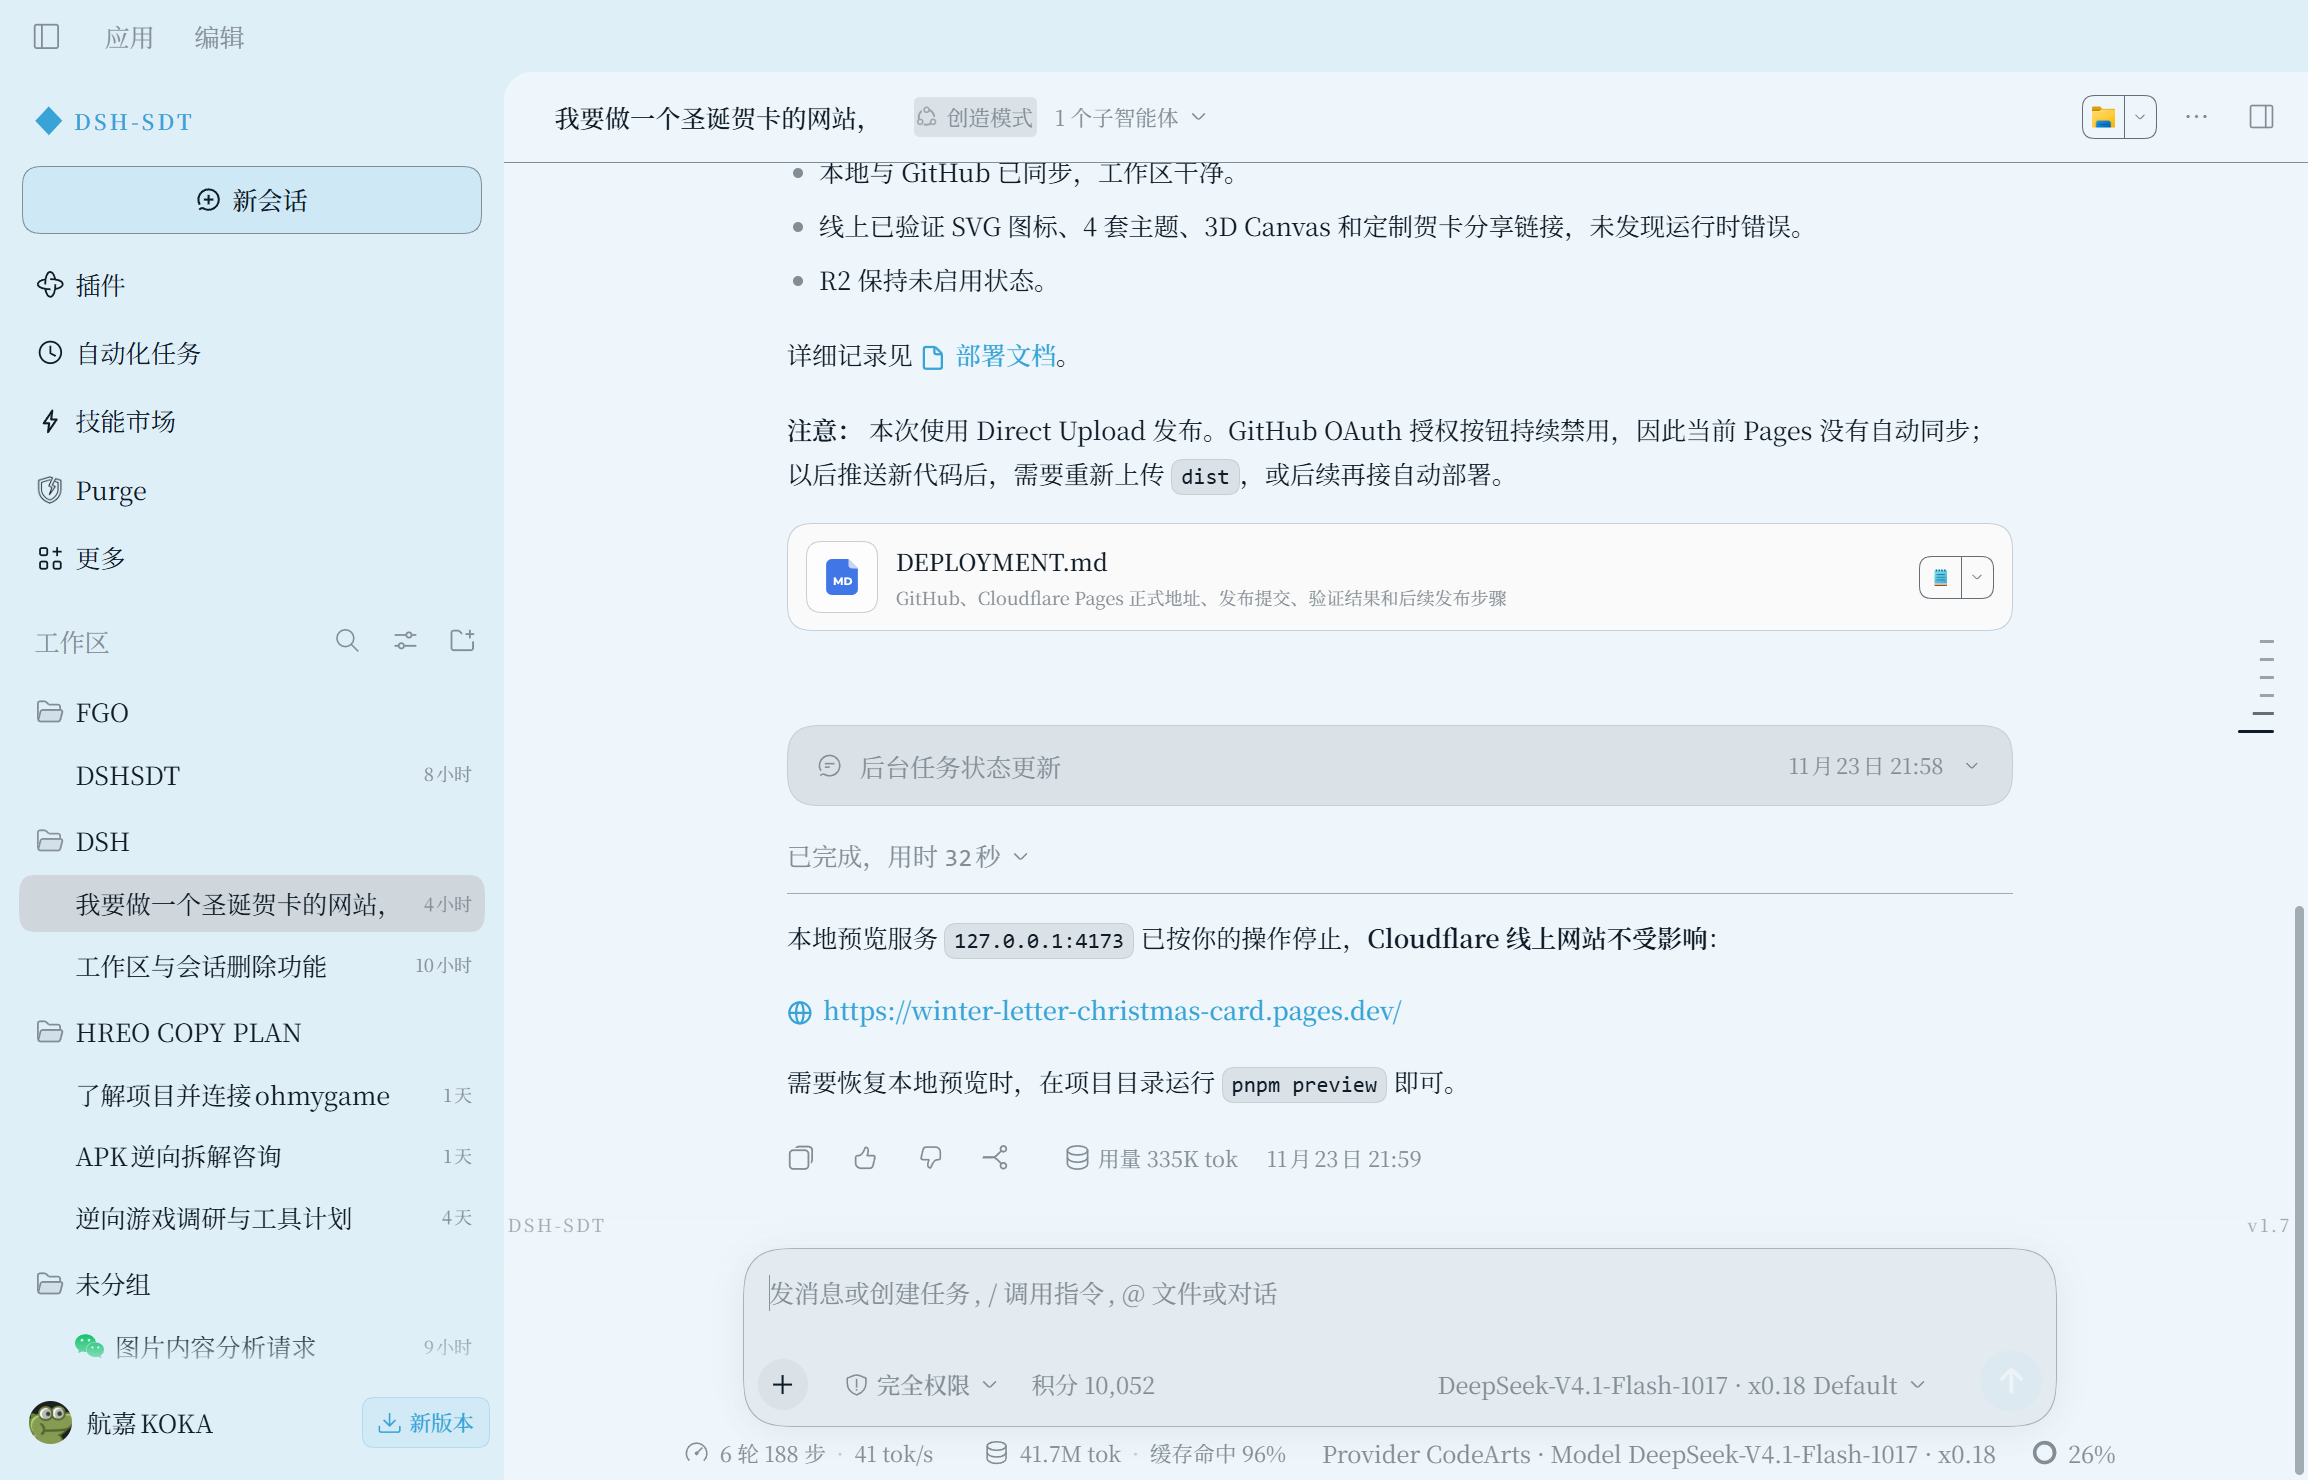 应用 编辑
DSH-SDT
新会话
插件
自动化任务
技能市场
Purge
更多
工作区
FGO
DSHSDT 8小时
DSH
我要做一个圣诞贺卡的网站， 4小时
工作区与会话删除功能 10小时
HREO COPY PLAN
了解项目并连接ohmygame 1天
APK逆向拆解咨询 1天
逆向游戏调研与工具计划 4天
未分组
图片内容分析请求 9小时
航嘉KOKA 新版本
我要做一个圣诞贺卡的网站， 创造模式 1 个子智能体
本地与 GitHub 已同步，工作区干净。
线上已验证 SVG 图标、4 套主题、3D Canvas 和定制贺卡分享链接，未发现运行时错误。
R2 保持未启用状态。
详细记录见 部署文档。
注意： 本次使用 Direct Upload 发布。GitHub OAuth 授权按钮持续禁用，因此当前 Pages 没有自动同步；
以后推送新代码后，需要重新上传 dist，或后续再接自动部署。
MD
DEPLOYMENT.md
GitHub、Cloudflare Pages 正式地址、发布提交、验证结果和后续发布步骤
后台任务状态更新 11月23日 21:58
已完成，用时 32秒
本地预览服务 127.0.0.1:4173 已按你的操作停止，Cloudflare 线上网站不受影响：
https://winter-letter-christmas-card.pages.dev/
需要恢复本地预览时，在项目目录运行 pnpm preview 即可。
用量 335K tok 11月23日 21:59
DSH-SDT v1.7
发消息或创建任务, / 调用指令, @ 文件或对话
完全权限 积分 10,052 DeepSeek-V4.1-Flash-1017 · x0.18 Default
6 轮 188 步 · 41 tok/s 41.7M tok · 缓存命中 96% Provider CodeArts · Model DeepSeek-V4.1-Flash-1017 · x0.18 26%